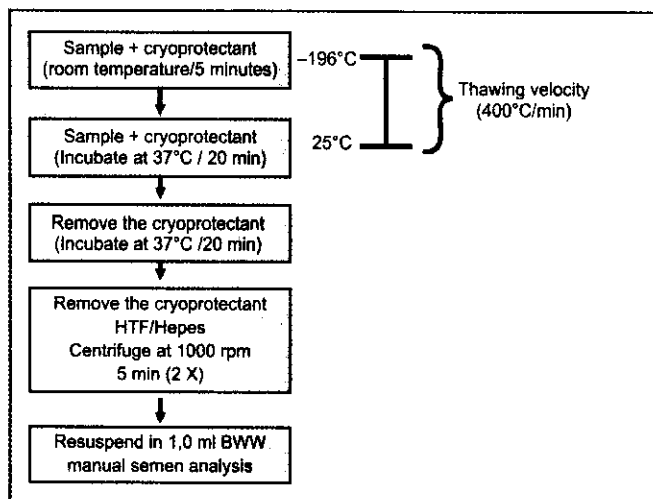 Sample + cryoprotectant
(room temperature/5 minutes)
–196°C
Thawing velocity
(400°C/min)
25°C
Sample + cryoprotectant
(Incubate at 37°C / 20 min)
Remove the cryoprotectant
(Incubate at 37°C /20 min)
Remove the cryoprotectant
HTF/Hepes
Centrifuge at 1000 rpm
5 min (2 X)
Resuspend in 1,0 ml BWW
manual semen analysis